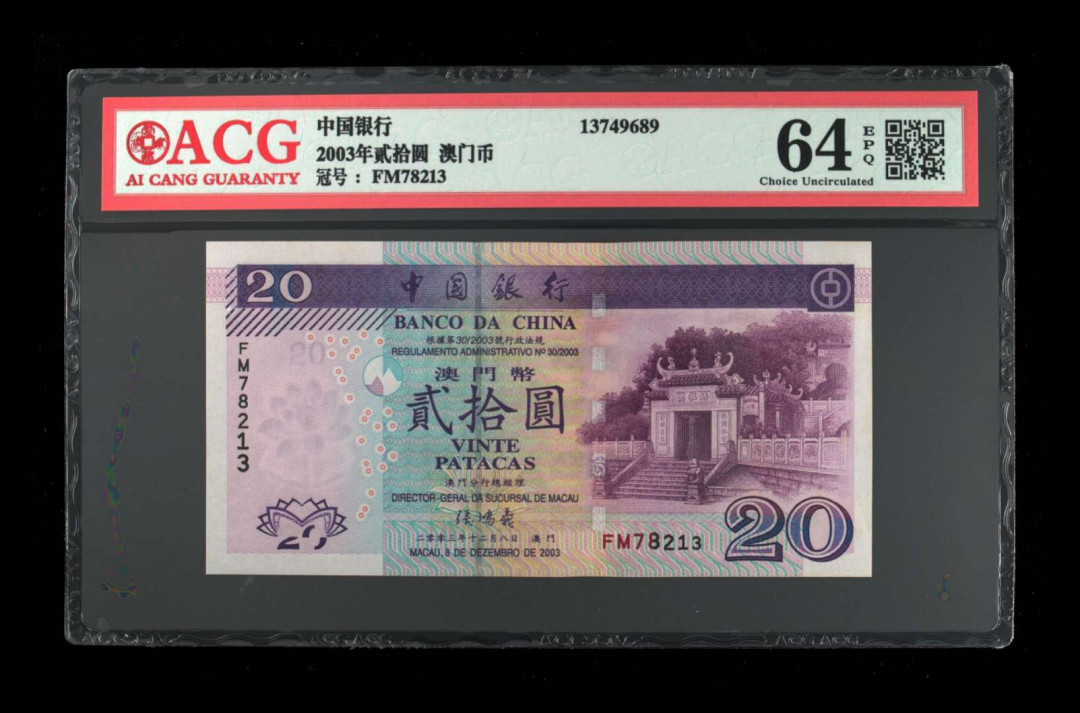 ACG
AI CANG GUARANTY
中国银行
2003年贰拾圆 澳门币
冠号：FM78213
13749689
64
EPQ
Choice Uncirculated
20
中國銀行
BANCO DA CHINA
根據第30/2003號行政法規
REGULAMENTO ADMINISTRATIVO Nº 30/2003
澳門幣
貳拾圓
VINTE
PATACAS
澳門分行總經理
DIRECTOR-GERAL DA SUCURSAL DE MACAU
張鴻義
二零零三年十二月八日 澳門
MACAU, 8 DE DEZEMBRO DE 2003
FM78213
20
20
FM78213
20